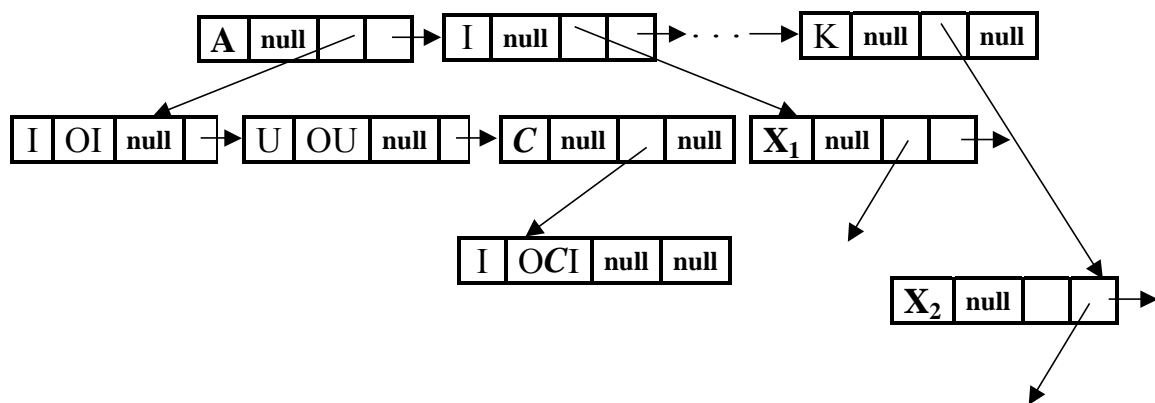 A null I null . . . K null null
I OI null U OU null C null null X₁ null
I OCI null null
X₂ null